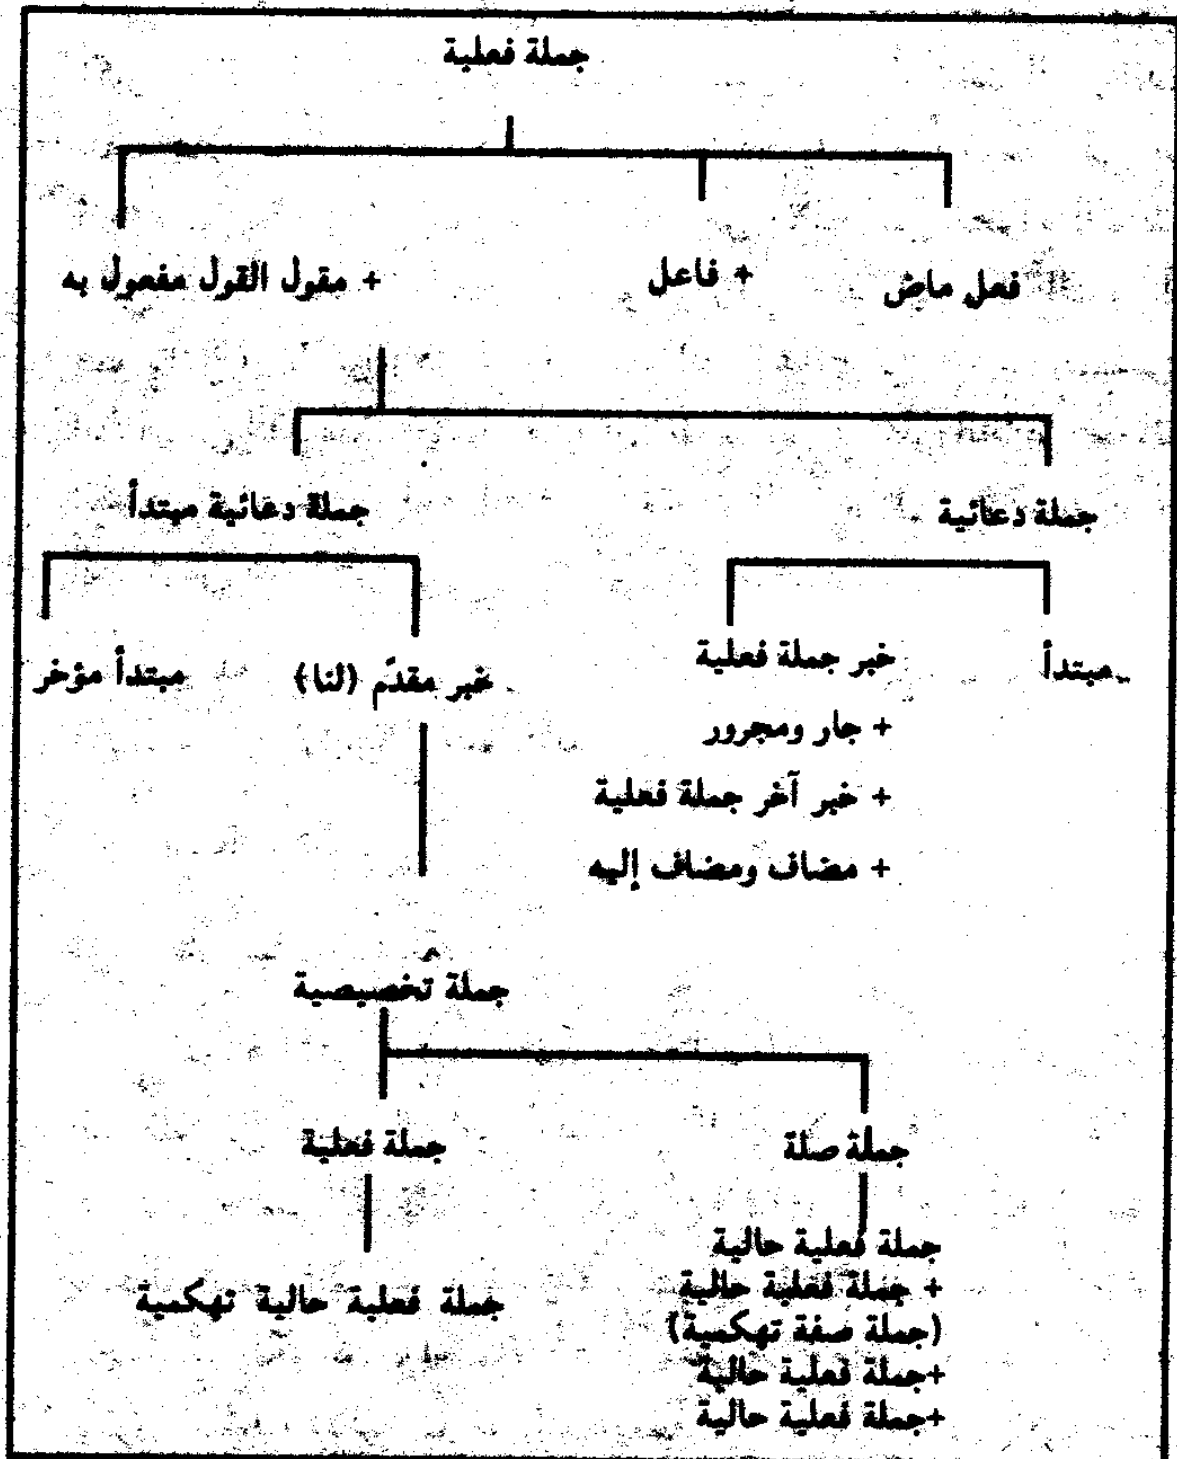 جملة فعلية
فعل ماض
+ فاعل
+ مقول القول مفعول به
جملة دعائية
جملة دعائية مبتدأ
مبتدأ
خبر جملة فعلية
+ جار ومجرور
+ خبر آخر جملة فعلية
+ مضاف ومضاف إليه
خبر مقدّم (لنا)
مبتدأ مؤخر
جملة تخصيصية
جملة صلة
جملة فعلية
جملة فعلية حالية
+ جملة فعلية حالية
(جملة صفة تهكمية)
+جملة فعلية حالية
+جملة فعلية حالية
جملة فعلية حالية تهكمية